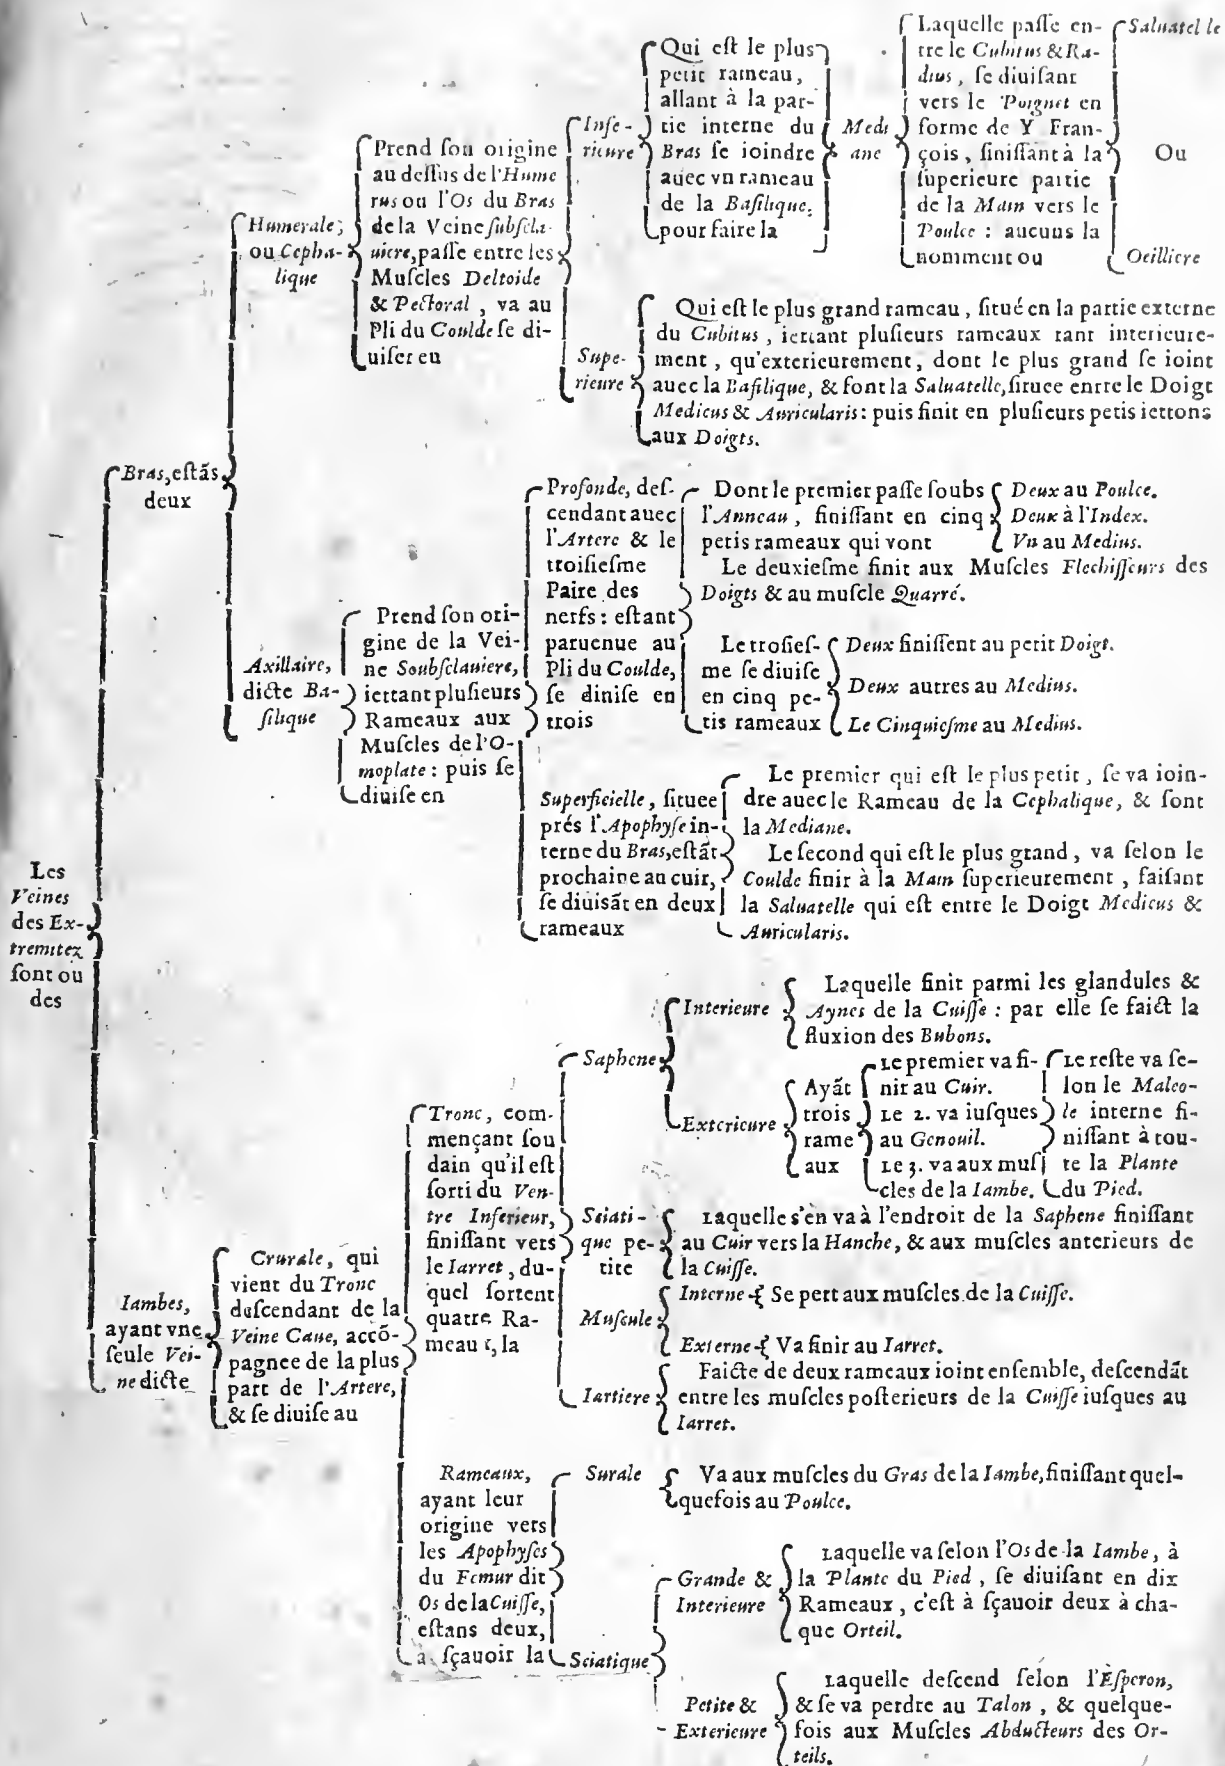 Les
Veines
des Ex-
tremitez
ſont ou
des
Bras, eſtās
deux
Humerale;
ou Cepha-
lique
Prend ſon origine
au deſſus de l'Hume
rus ou l'Os du Bras
de la Veine ſubſcla-
uiere, paſſe entre les
Muſcles Deltoide
& Pectoral, va au
Pli du Coulde ſe di-
uiſer en
Infe-
rieure
Qui eſt le plus
petit rameau,
allant à la par-
tie interne du
Bras ſe ioindre
auec vn rameau
de la Baſilique,
pour faire la
Medi
ane
Laquelle paſſe en-
tre le Cubitus & Ra-
dius, ſe diuiſant
vers le Poignet en
forme de Y Fran-
çois, finiſſant à la
ſuperieure partie
de la Main vers le
Poulce : aucuns la
nomment ou
Saluatel le
Ou
Oeilliere
Supe-
rieure
Qui eſt le plus grand rameau, ſitué en la partie externe
du Cubitus, iettant pluſieurs rameaux tant interieure-
ment, qu'exterieurement, dont le plus grand ſe ioint
auec la Baſilique, & font la Saluatelle, ſituee entre le Doigt
Medicus & Auricularis : puis finit en pluſieurs petis iettons
aux Doigts.
Axillaire,
dicte Ba-
ſilique
Prend ſon ori-
gine de la Vei-
ne Soubſclauiere,
iettant pluſieurs
Rameaux aux
Muſcles de l'O-
moplate : puis ſe
diuiſe en
Profonde, deſ-
cendant auec
l'Artere & le
troiſieſme
Paire des
nerfs : eſtant
paruenue au
Pli du Coulde,
ſe diuiſe en
trois
Dont le premier paſſe ſoubs
l'Anneau, finiſſant en cinq
petis rameaux qui vont
Deux au Poulce.
Deux à l'Index.
Vn au Medius.
Le deuxieſme finit aux Muſcles Flechiſſeurs des
Doigts & au muſcle Quarré.
Le troſieſ-
me ſe diuiſe
en cinq pe-
tis rameaux
Deux finiſſent au petit Doigt.
Deux autres au Medius.
Le Cinquieſme au Medius.
Superficielle, ſituee
prés l'Apophyſe in-
terne du Bras, eſtāt
prochaine au cuir,
ſe diuisāt en deux
rameaux
Le premier qui eſt le plus petit, ſe va ioin-
dre auec le Rameau de la Cephalique, & font
la Mediane.
Le ſecond qui eſt le plus grand, va ſelon le
Coulde finir à la Main ſuperieurement, faiſant
la Saluatelle qui eſt entre le Doigt Medicus &
Auricularis.
Iambes,
ayant vne
ſeule Vei-
ne dicte
Crurale, qui
vient du Tronc
deſcendant de la
Veine Caue, accō-
pagnee de la plus
part de l'Artere,
& ſe diuiſe au
Tronc, com-
mençant ſou
dain qu'il eſt
ſorti du Ven-
tre Inferieur,
finiſſant vers
le Iarret, du-
quel ſortent
quatre Ra-
meaux, la
Saphene
Interieure
Laquelle finit parmi les glandules &
Aynes de la Cuiſſe : par elle ſe faict la
fluxion des Bubons.
Exterieure
Ayāt
trois
rame
aux
Le premier va fi-
nir au Cuir.
Le 2. va iuſques
au Genouil.
Le 3. va aux muſ
cles de la Iambe.
Le reſte va ſe-
lon le Maleo-
le interne fi-
niſſant à tou-
te la Plante
du Pied.
Sciati-
que pe-
tite
Laquelle s'en va à l'endroit de la Saphene finiſſant
au Cuir vers la Hanche, & aux muſcles anterieurs de
la Cuiſſe.
Muſcule
Interne Se pert aux muſcles de la Cuiſſe.
Externe Va finir au Iarret.
Iartiere
Faicte de deux rameaux ioint enſemble, deſcendāt
entre les muſcles poſterieurs de la Cuiſſe iuſques au
Iarret.
Rameaux,
ayant leur
origine vers
les Apophyſes
du Femur dit
Os de la Cuiſſe,
eſtans deux,
à ſçauoir la
Surale
Va aux muſcles du Gras de la Iambe, finiſſant quel-
quefois au Poulce.
Sciatique
Grande &
Interieure
Laquelle va ſelon l'Os de la Iambe, à
la Plante du Pied, ſe diuiſant en dix
Rameaux, c'eſt à ſçauoir deux à cha-
que Orteil.
Petite &
Exterieure
Laquelle deſcend ſelon l'Eſperon,
& ſe va perdre au Talon, & quelque-
fois aux Muſcles Abducteurs des Or-
teils.